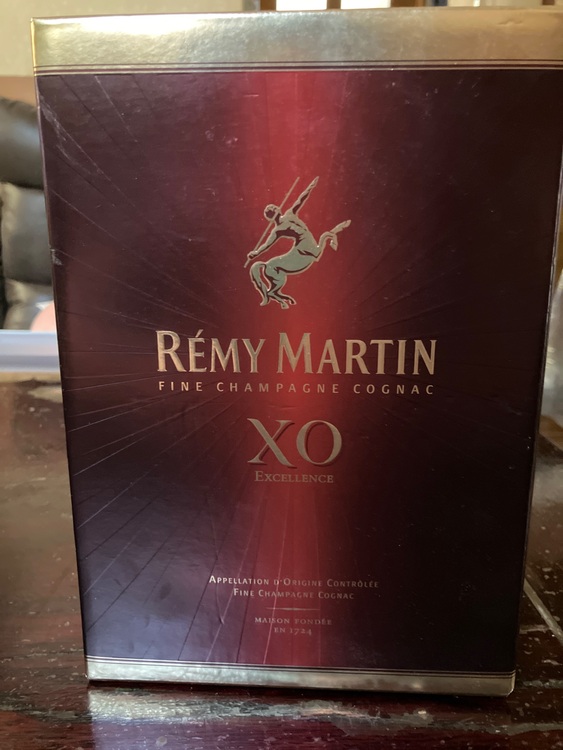 RÉMY MARTIN
FINE CHAMPAGNE COGNAC
XO
EXCELLENCE
APPELLATION D'ORIGINE CONTRÔLÉE
FINE CHAMPAGNE COGNAC
MAISON FONDÉE
EN 1724